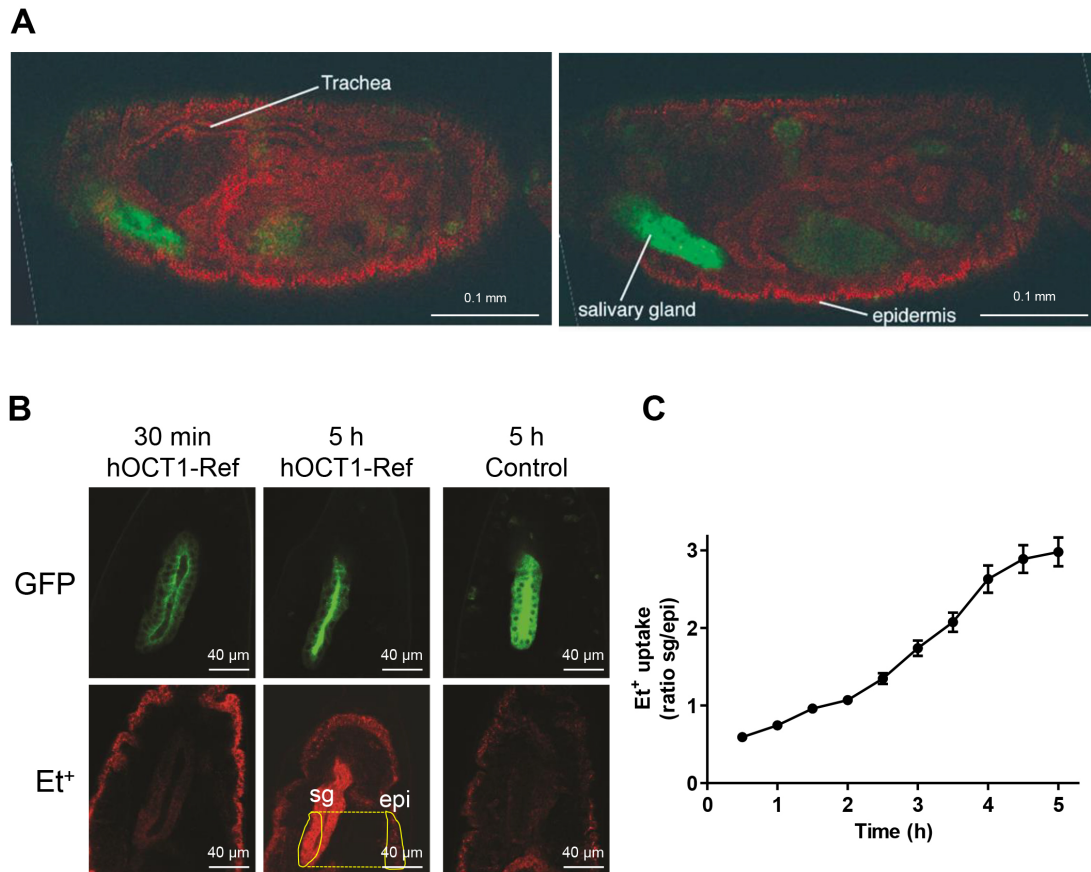 A
Trachea
0.1 mm
salivary gland
epidermis
0.1 mm
B
30 min
hOCT1-Ref
5 h
hOCT1-Ref
5 h
Control
GFP
40 µm
40 µm
40 µm
Et⁺
sg
epi
40 µm
40 µm
40 µm
C
Et⁺ uptake
(ratio sg/epi)
3
2
1
0
0
1
2
3
4
5
Time (h)